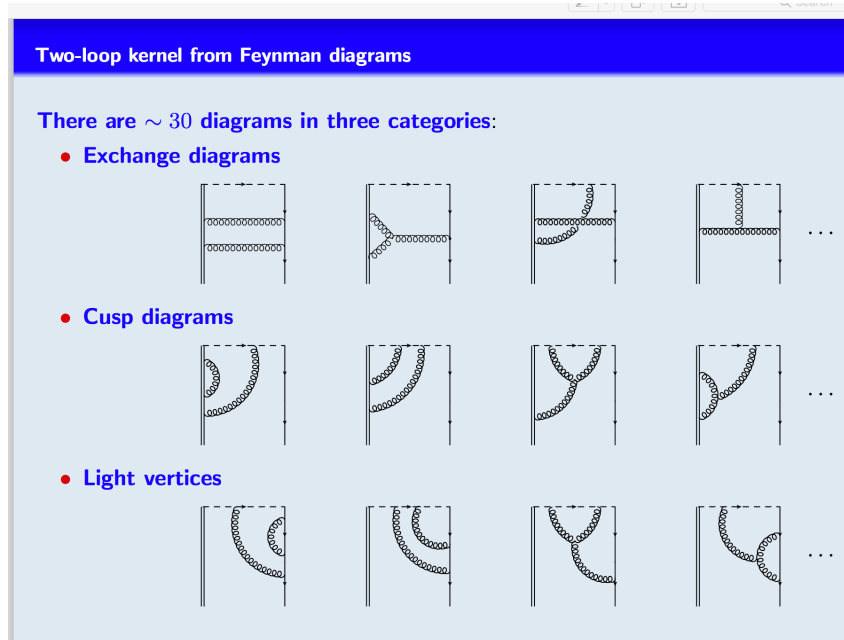 Search
Two-loop kernel from Feynman diagrams
There are ∼ 30 diagrams in three categories:
• Exchange diagrams
...
• Cusp diagrams
...
• Light vertices
...